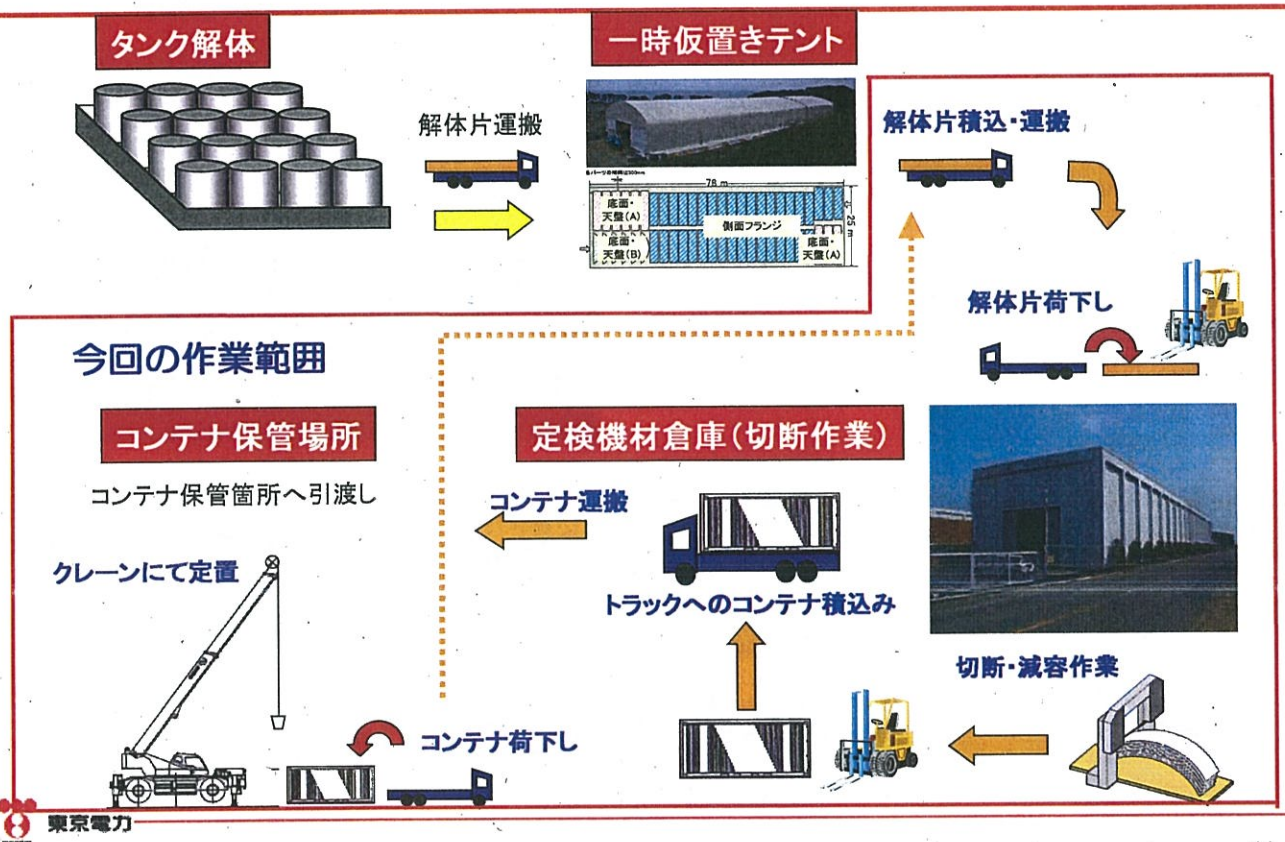 タンク解体
一時仮置きテント
解体片運搬
78 m
25 m
底面・
天盤(A)
側面フランジ
底面・
天盤(B)
底面・
天盤(A)
解体片積込・運搬
解体片荷下し
今回の作業範囲
コンテナ保管場所
コンテナ保管箇所へ引渡し
クレーンにて定置
コンテナ荷下し
定検機材倉庫(切断作業)
コンテナ運搬
トラックへのコンテナ積込み
切断・減容作業
東京電力